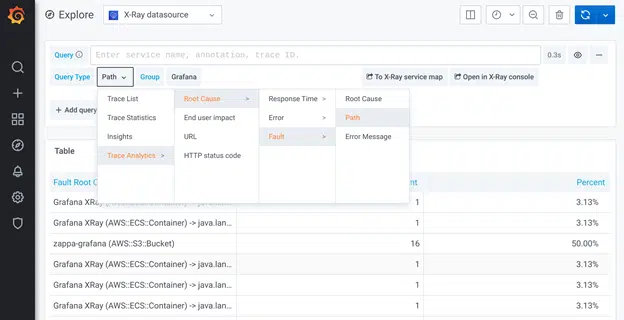 Explore X-Ray datasource
Query Enter service name, annotation, trace ID. 0.3s
Query Type Path Group Grafana To X-Ray service map Open in X-Ray console
+ Add query
Trace List
Trace Statistics
Insights
Trace Analytics >
Root Cause >
End user impact
URL
HTTP status code
Response Time >
Error >
Fault >
Root Cause
Path
Error Message
Table
Fault Root Percent
Grafana XRay (AWS::ECS::Container) -> java.lan... 1 3.13%
Grafana XRay (AWS::ECS::Container) -> java.lan... 1 3.13%
zappa-grafana (AWS::S3::Bucket) 16 50.00%
Grafana XRay (AWS::ECS::Container) -> java.lan... 1 3.13%
Grafana XRay (AWS::ECS::Container) -> java.lan... 1 3.13%
Grafana XRay (AWS::ECS::Container) -> java.lan... 1 3.13%